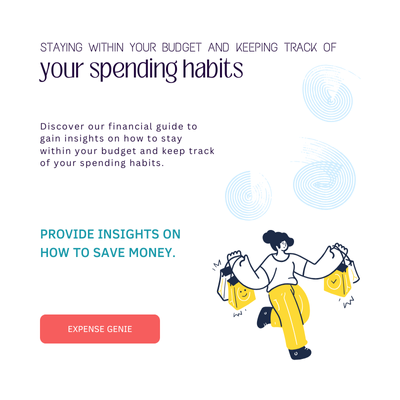 STAYING WITHIN YOUR BUDGET AND KEEPING TRACK OF
your spending habits
Discover our financial guide to
gain insights on how to stay
within your budget and keep track
of your spending habits.
PROVIDE INSIGHTS ON
HOW TO SAVE MONEY.
EXPENSE GENIE